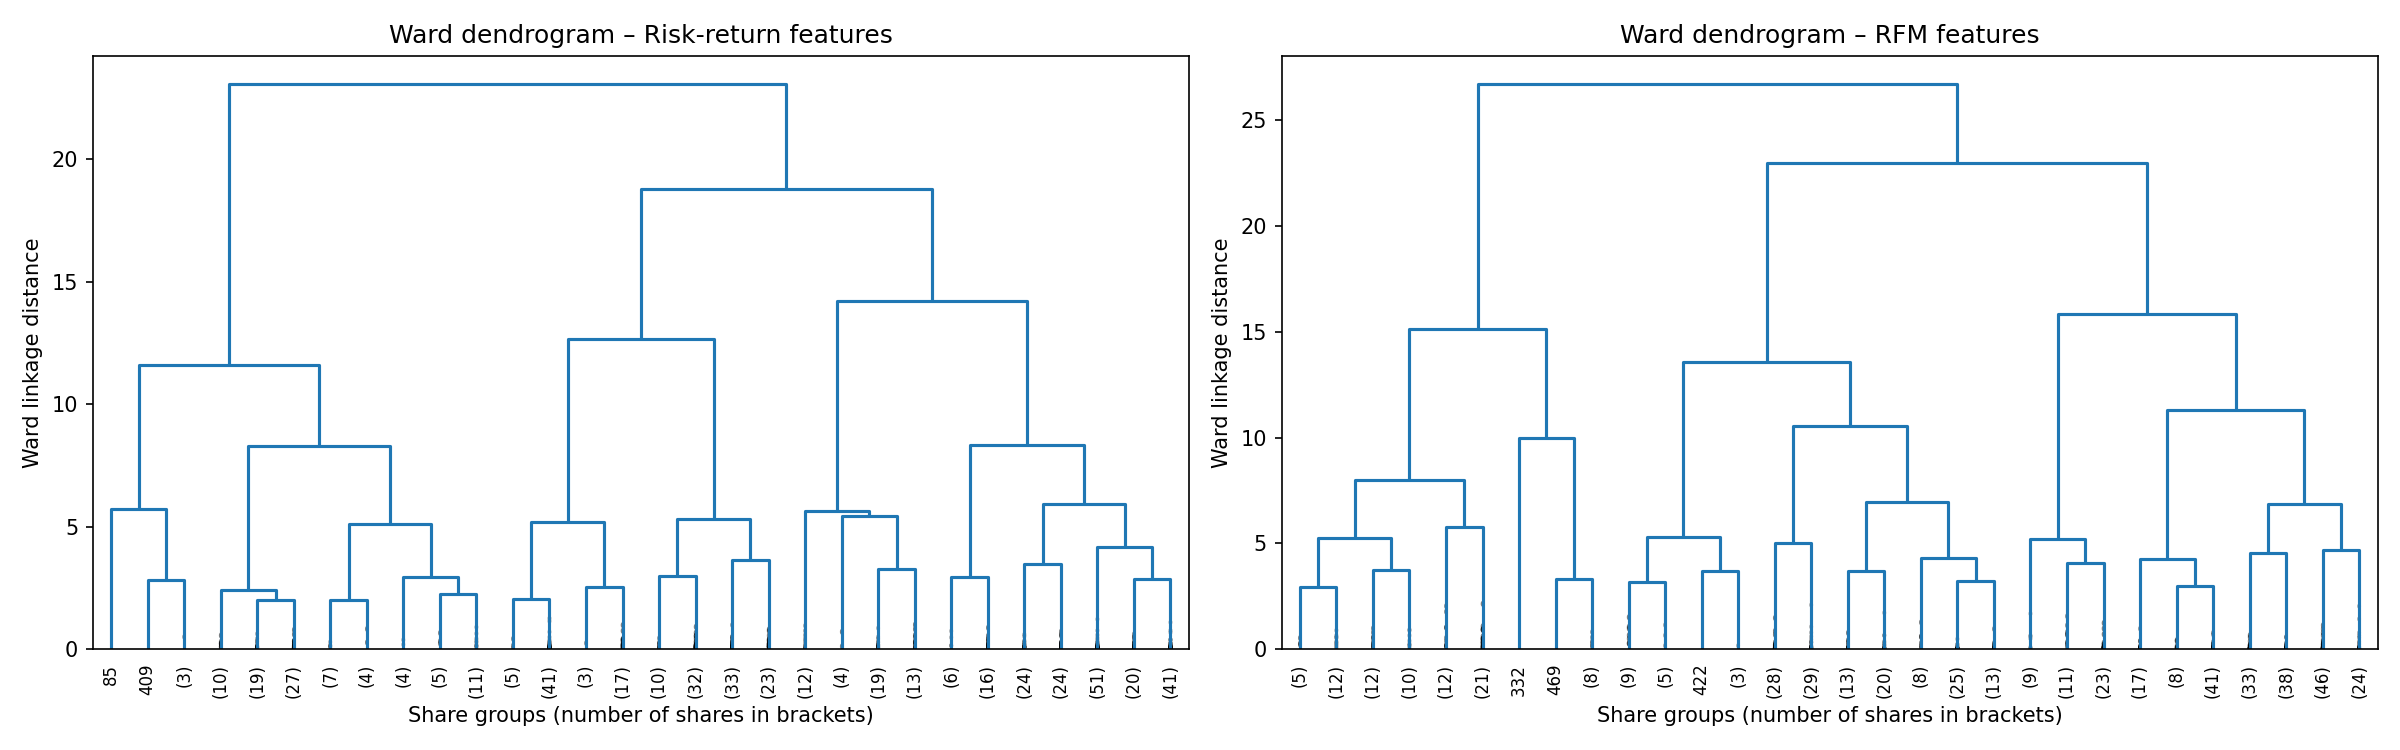 Ward dendrogram – Risk-return features
Ward linkage distance
20
15
10
5
0
85 409 (3) (10) (19) (27) (7) (4) (4) (5) (11) (5) (41) (3) (17) (10) (32) (33) (23) (12) (4) (19) (13) (6) (16) (24) (24) (51) (20) (41)
Share groups (number of shares in brackets)
Ward dendrogram – RFM features
Ward linkage distance
25
20
15
10
5
0
(5) (12) (12) (10) (12) (21) 332 469 (8) (9) (5) 422 (3) (28) (29) (13) (20) (8) (25) (13) (9) (11) (23) (17) (8) (41) (33) (38) (46) (24)
Share groups (number of shares in brackets)